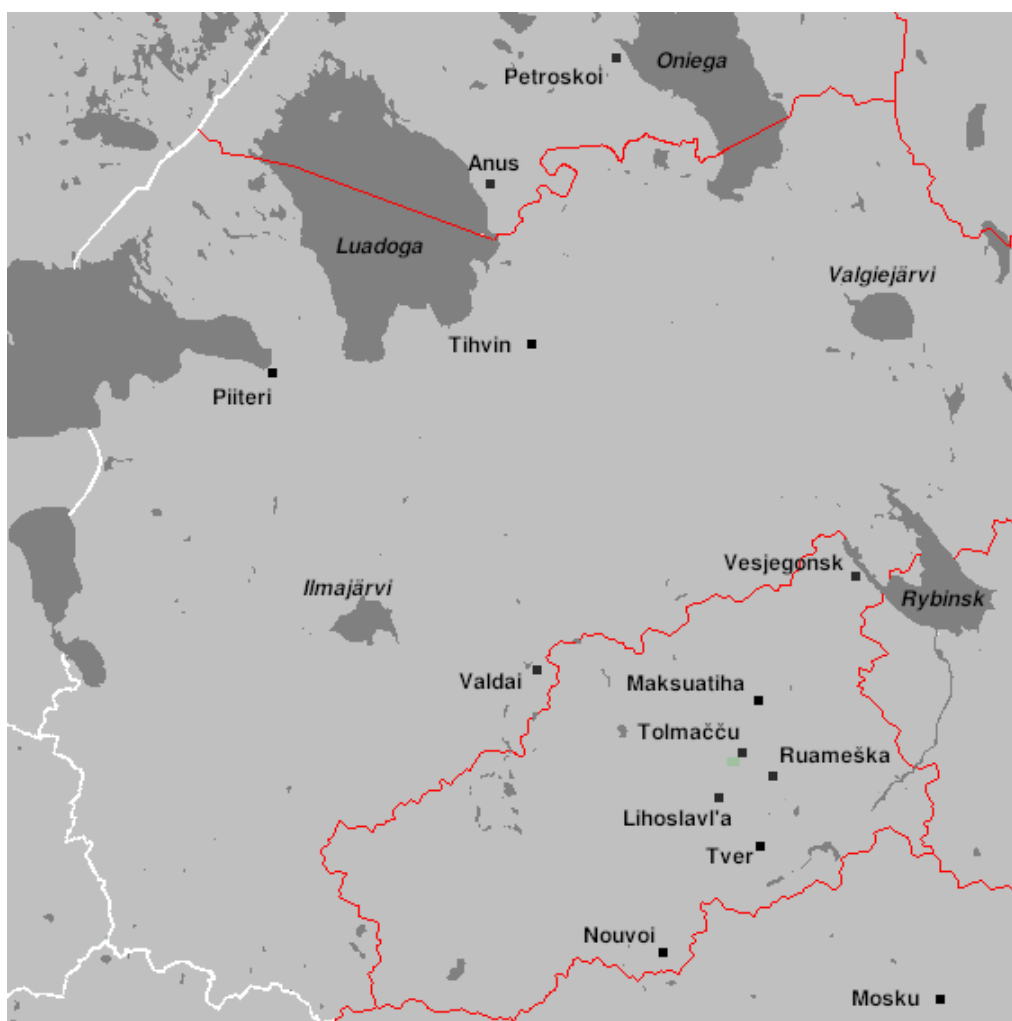 Oniega
Petroskoi
Anus
Luadoga
Valgiejärvi
Tihvin
Piiteri
Vesjegonsk
Ilmajärvi
Rybinsk
Valdai
Maksuatiha
Tolmačču
Ruameška
Lihoslavl'a
Tver
Nouvoi
Mosku